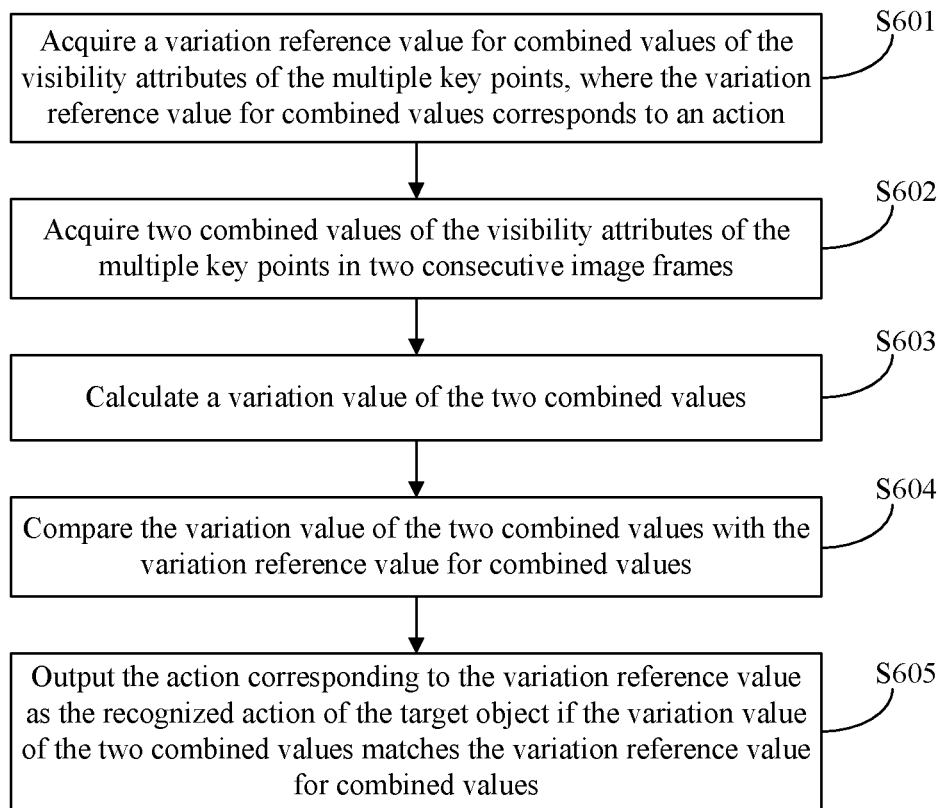 S601
Acquire a variation reference value for combined values of the
visibility attributes of the multiple key points, where the variation
reference value for combined values corresponds to an action
S602
Acquire two combined values of the visibility attributes of the
multiple key points in two consecutive image frames
S603
Calculate a variation value of the two combined values
S604
Compare the variation value of the two combined values with the
variation reference value for combined values
S605
Output the action corresponding to the variation reference value
as the recognized action of the target object if the variation value
of the two combined values matches the variation reference value
for combined values